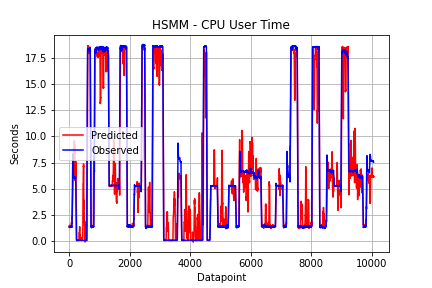 HSMM - CPU User Time
17.5
15.0
12.5
10.0
7.5
5.0
2.5
0.0
Seconds
Predicted
Observed
0 2000 4000 6000 8000 10000
Datapoint